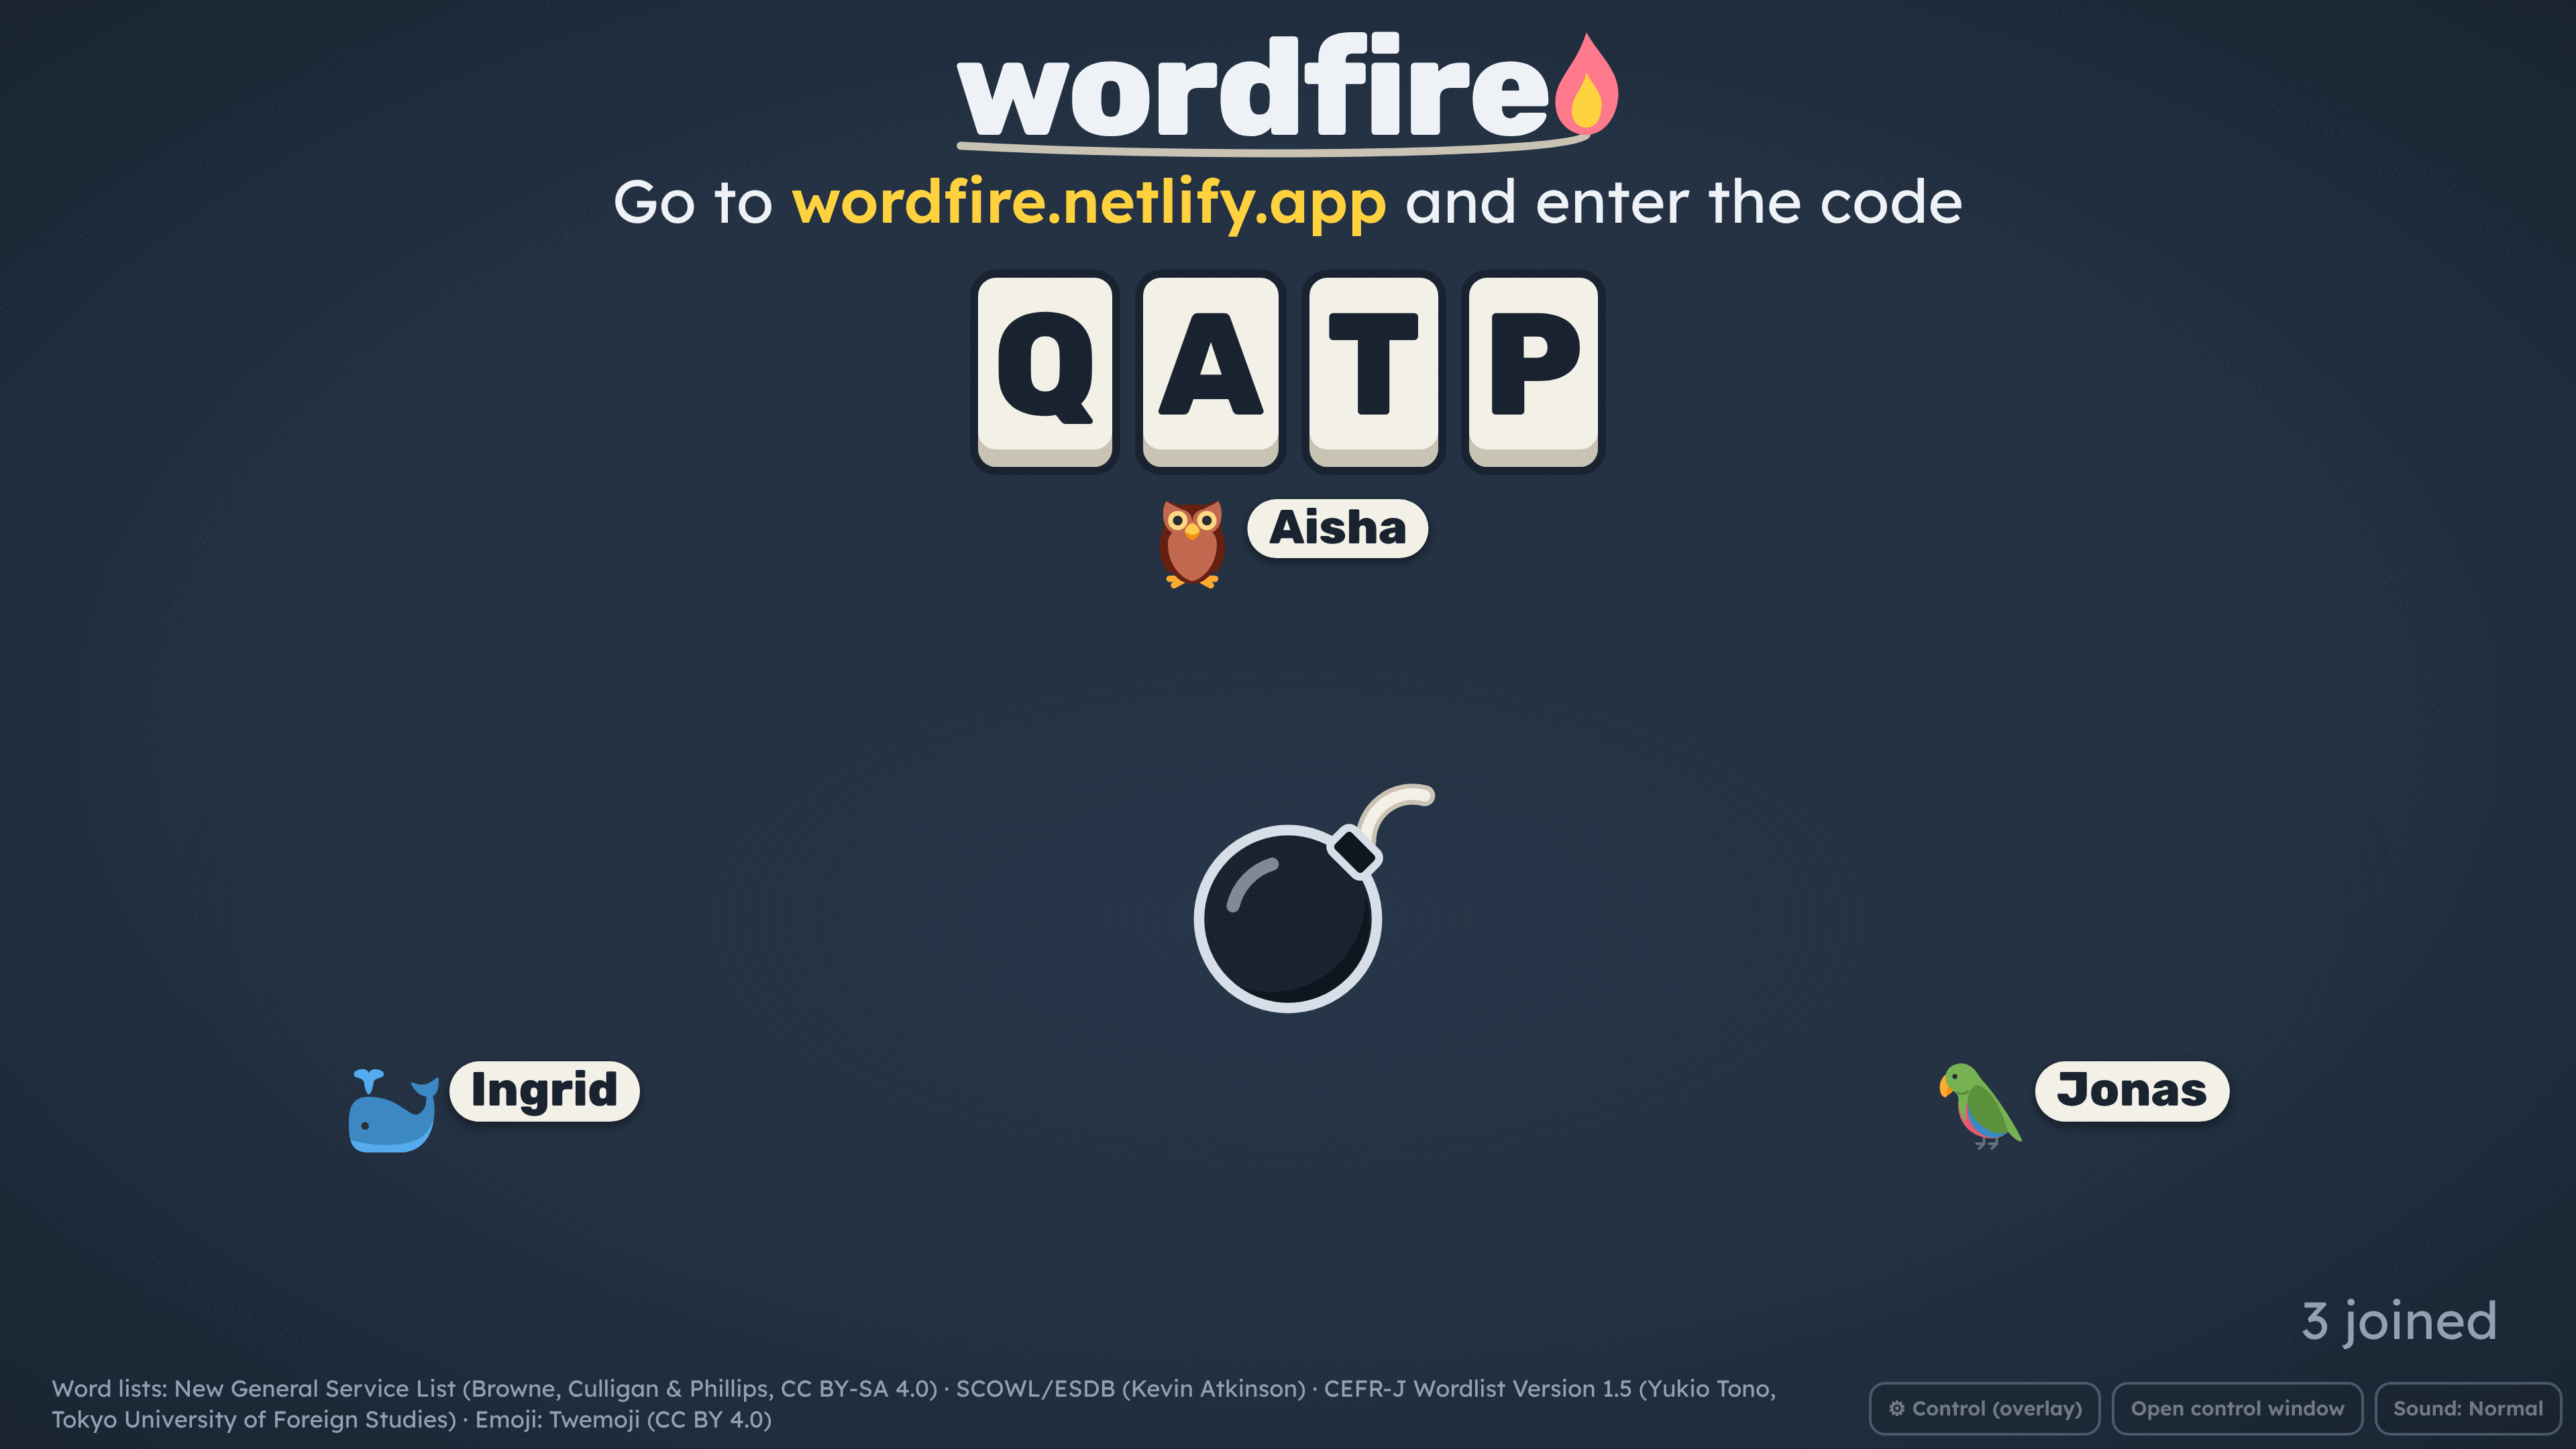 wordfire
Go to wordfire.netlify.app and enter the code
QATP
Aisha
Ingrid
Jonas
3 joined
Word lists: New General Service List (Browne, Culligan & Phillips, CC BY-SA 4.0) · SCOWL/ESDB (Kevin Atkinson) · CEFR-J Wordlist Version 1.5 (Yukio Tono,
Tokyo University of Foreign Studies) · Emoji: Twemoji (CC BY 4.0)
⚙ Control (overlay)
Open control window
Sound: Normal